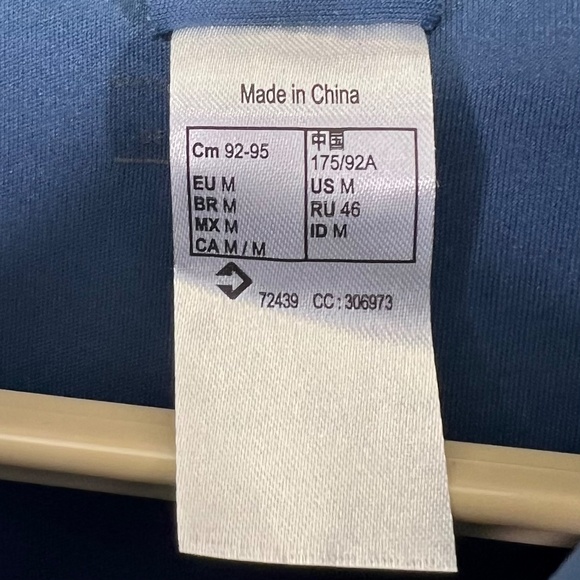 Made in China
Cm 92-95
EU M
BR M
MX M
CA M / M
中国
175/92A
US M
RU 46
ID M
72439 CC : 306973